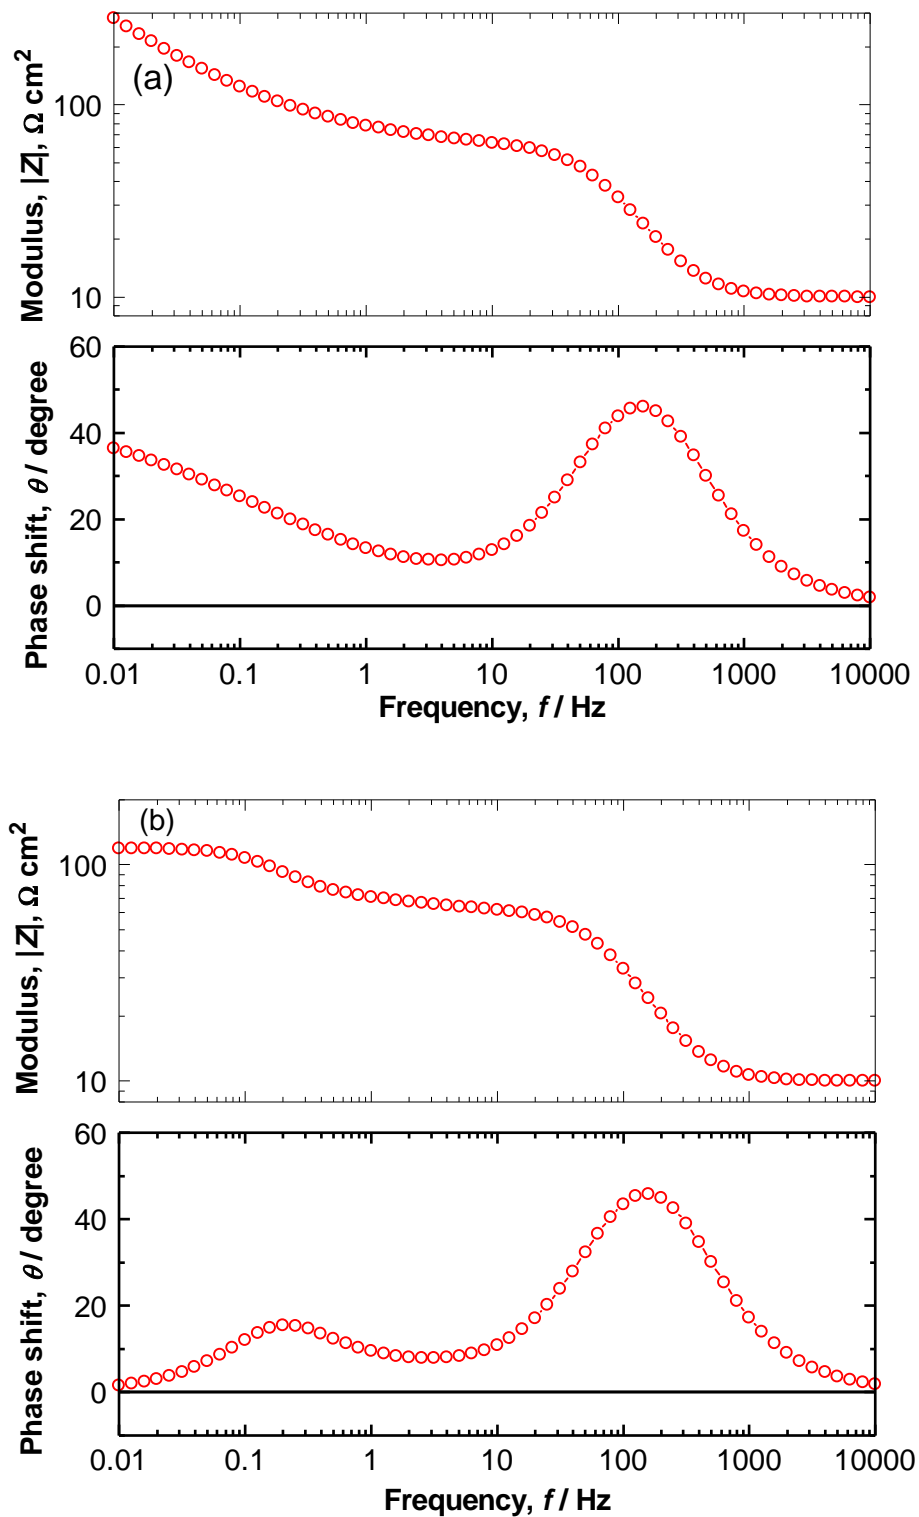 (a)
Modulus, |Z|, Ω cm²
100
10
Phase shift, θ / degree
60
40
20
0
0.01 0.1 1 10 100 1000 10000
Frequency, f / Hz
(b)
Modulus, |Z|, Ω cm²
100
10
Phase shift, θ / degree
60
40
20
0
0.01 0.1 1 10 100 1000 10000
Frequency, f / Hz